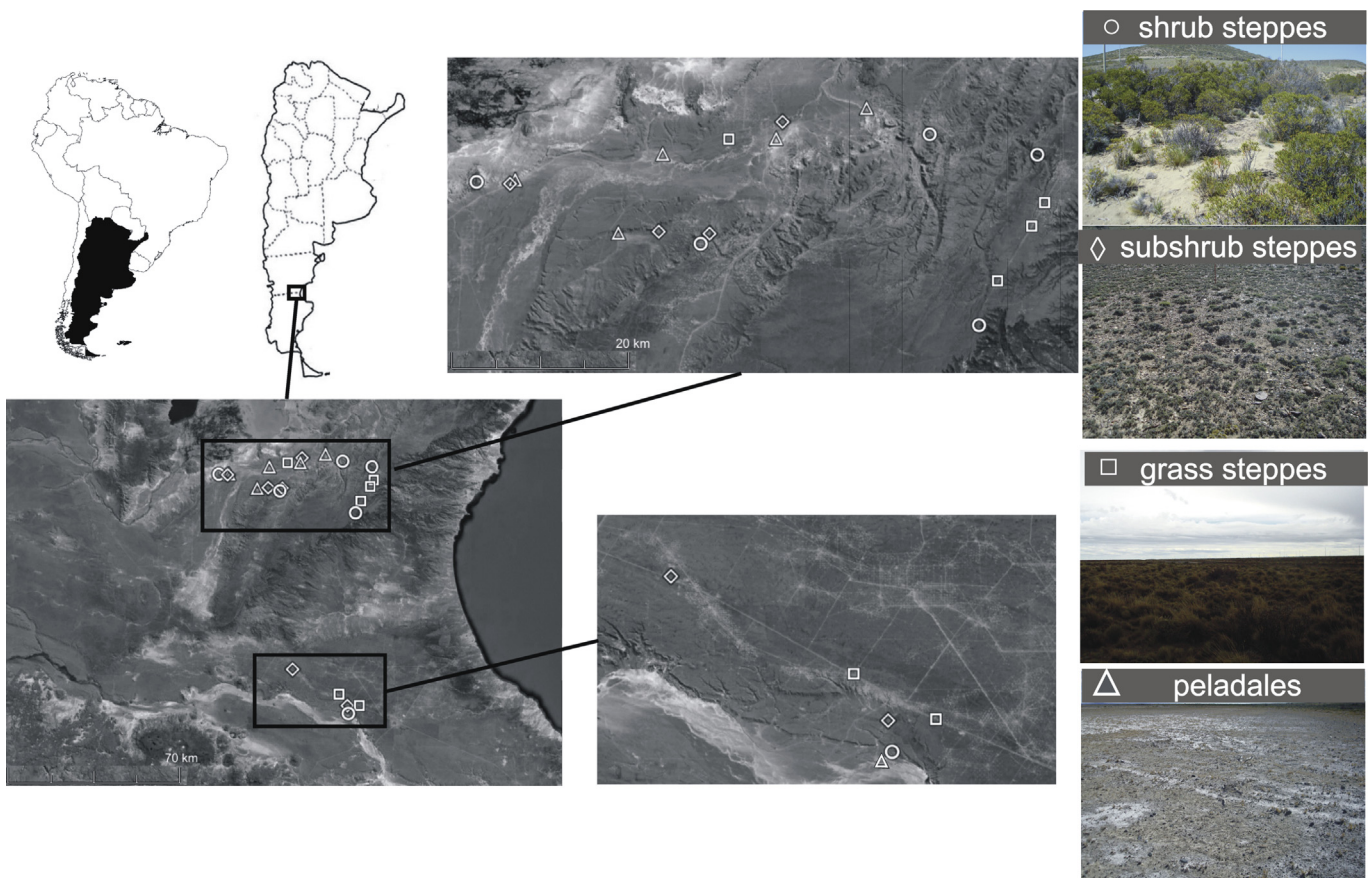 shrub steppes
20 km
subshrub steppes
grass steppes
70 km
peladales